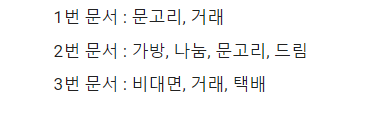 1번 문서 : 문고리, 거래
2번 문서 : 가방, 나눔, 문고리, 드림
3번 문서 : 비대면, 거래, 택배